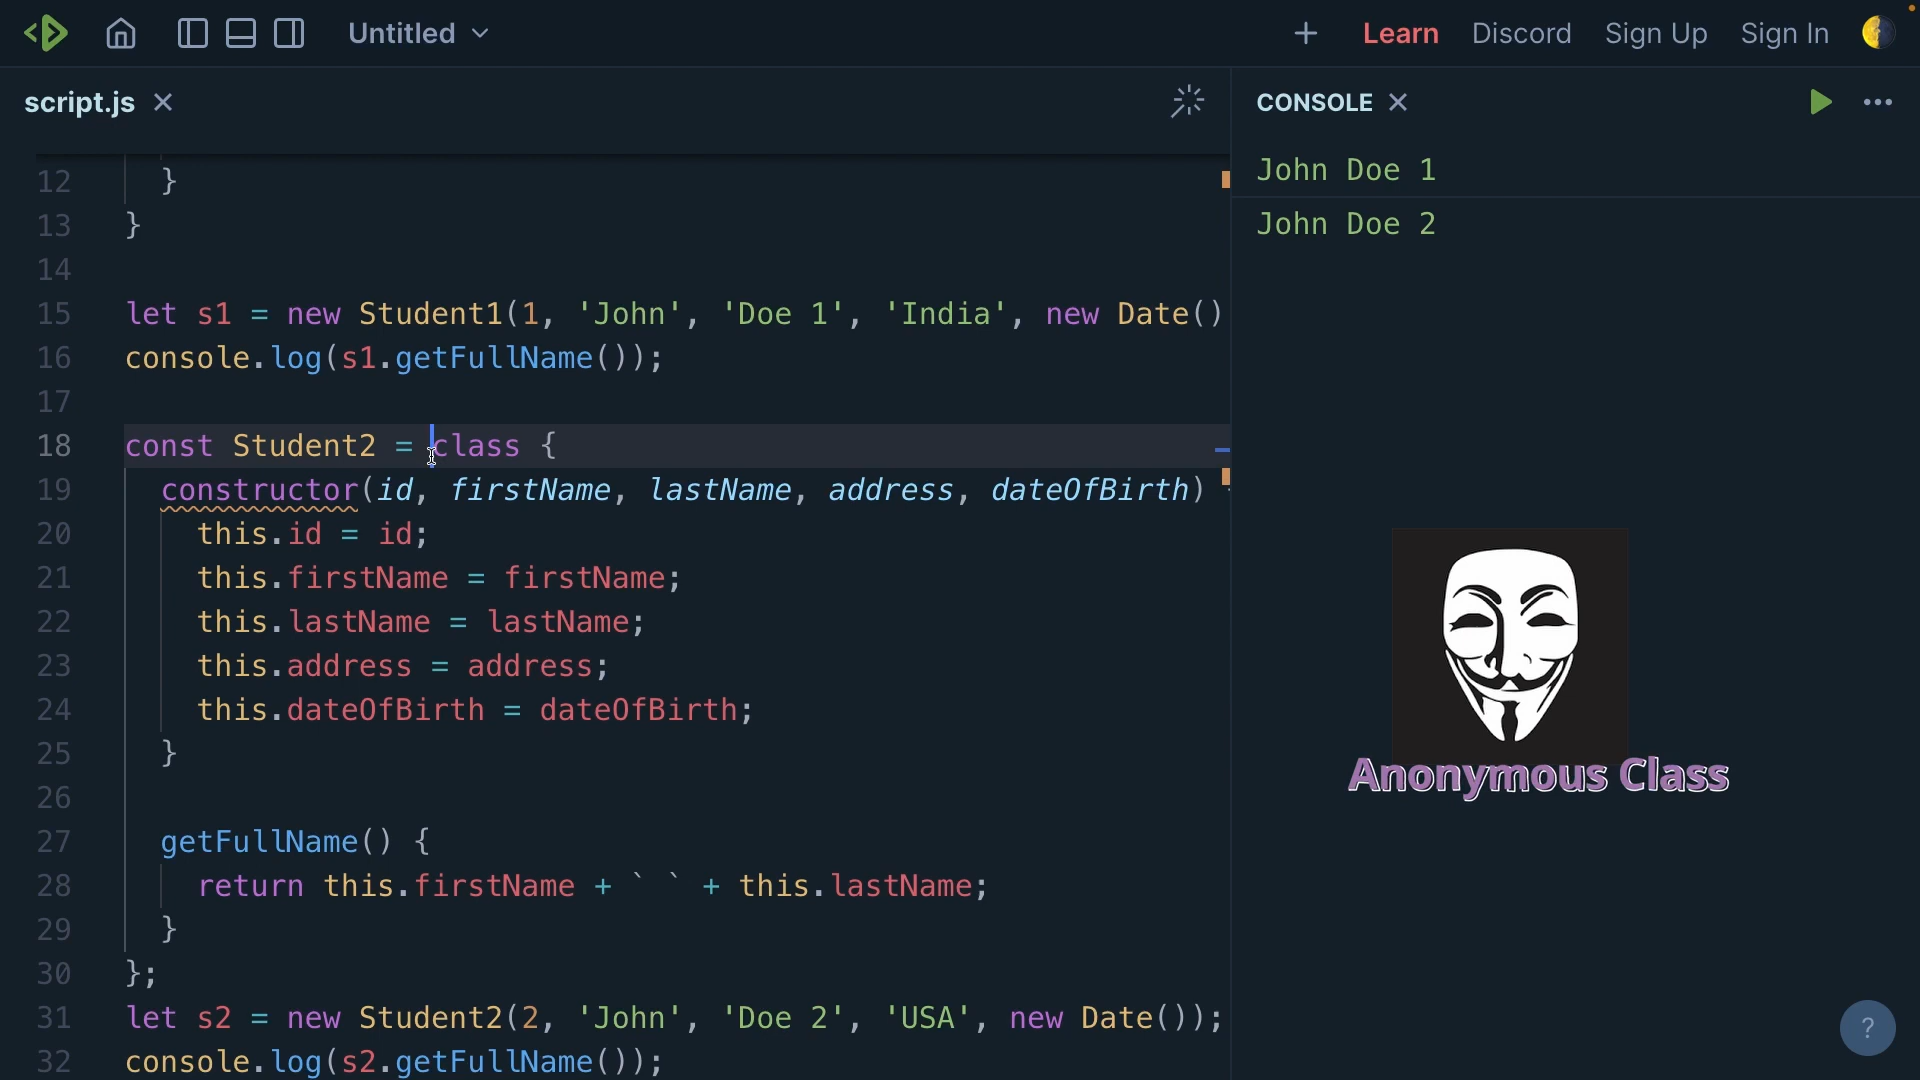 Untitled
+ Learn Discord Sign Up Sign In
script.js ×
CONSOLE ×
12 }
13 }
14
15 let s1 = new Student1(1, 'John', 'Doe 1', 'India', new Date()
16 console.log(s1.getFullName());
17
18 const Student2 = class {
19 constructor(id, firstName, lastName, address, dateOfBirth)
20 this.id = id;
21 this.firstName = firstName;
22 this.lastName = lastName;
23 this.address = address;
24 this.dateOfBirth = dateOfBirth;
25 }
26
27 getFullName() {
28 return this.firstName + ` ` + this.lastName;
29 }
30 };
31 let s2 = new Student2(2, 'John', 'Doe 2', 'USA', new Date());
32 console.log(s2.getFullName());
John Doe 1
John Doe 2
Anonymous Class
?